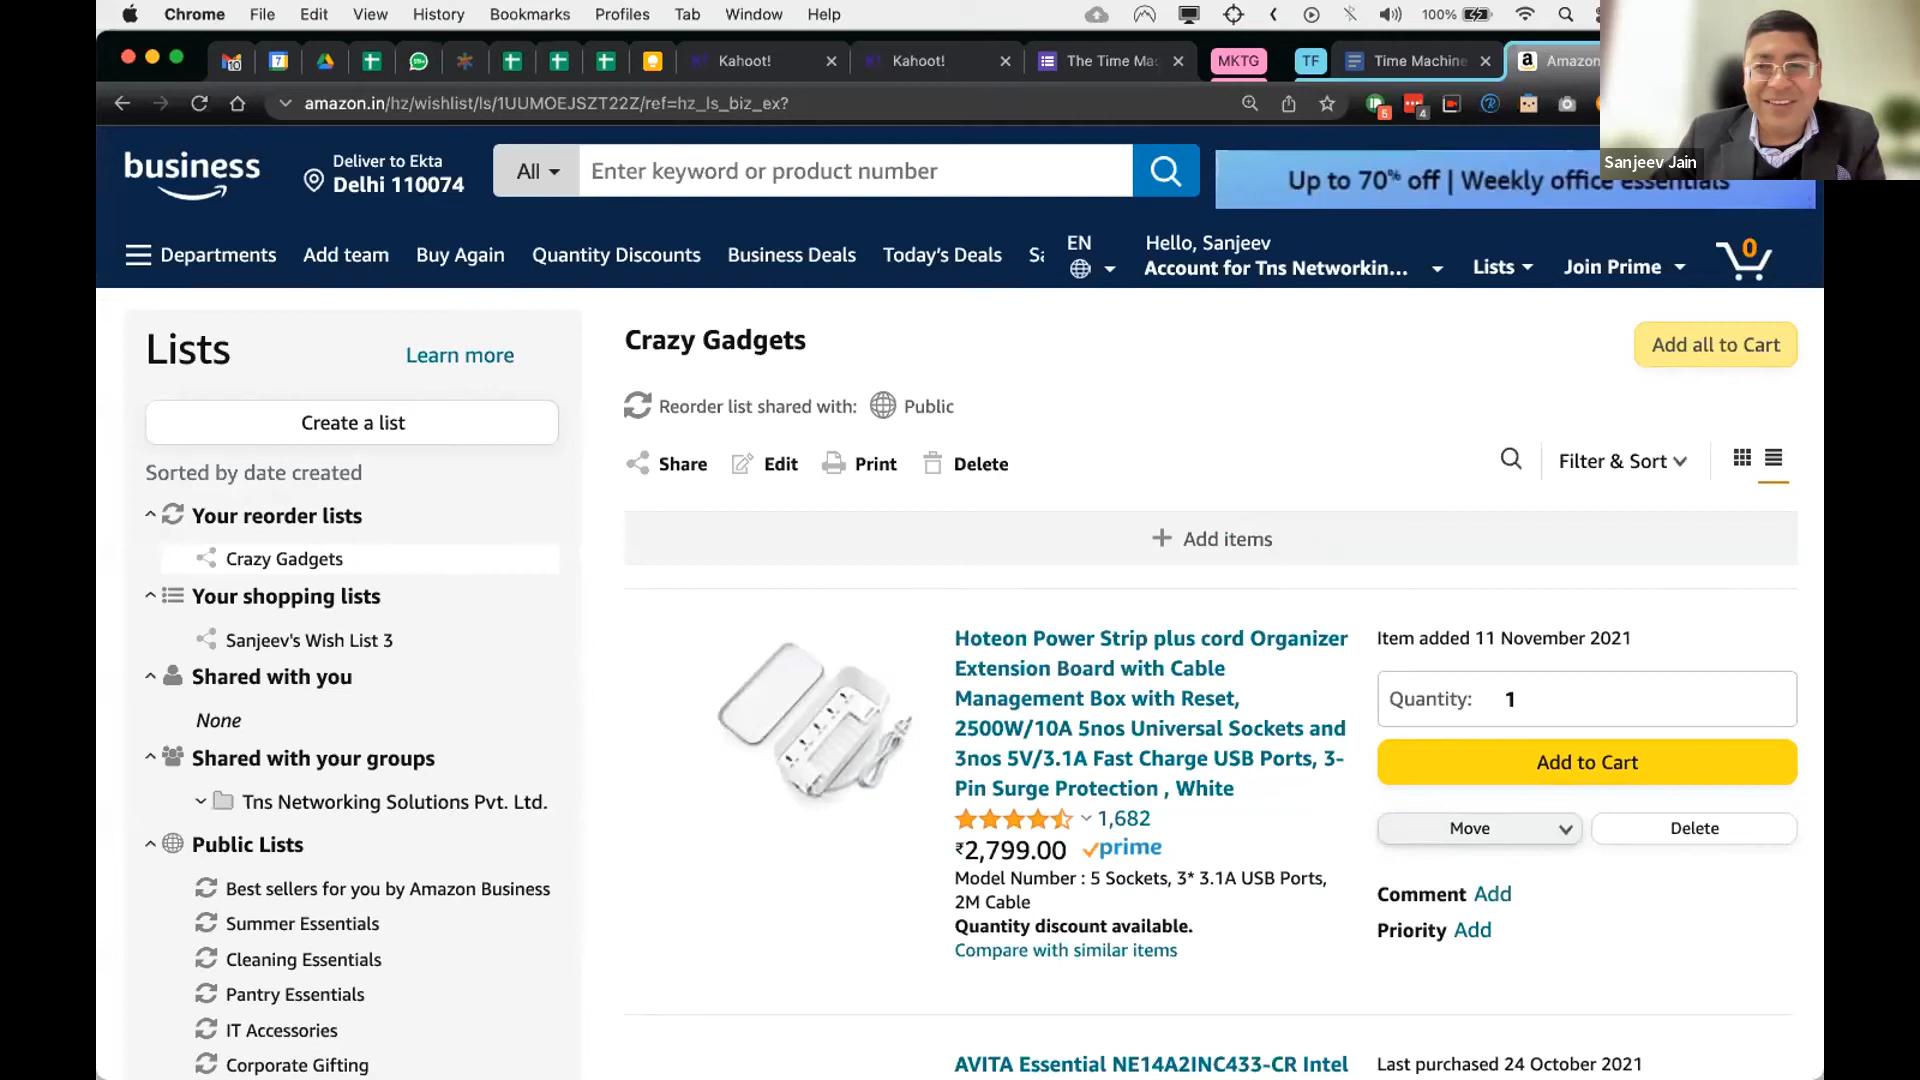 Chrome File Edit View History Bookmarks Profiles Tab Window Help 100%
Kahoot! Kahoot! The Time Ma MKTG TF Time Machine Amazon
amazon.in/hz/wishlist/ls/1UUMOEJSZT22Z/ref=hz_ls_biz_ex? 5 4
Sanjeev Jain
business
Deliver to Ekta
Delhi 110074
All Enter keyword or product number
Up to 70% off | Weekly office essentials
Departments Add team Buy Again Quantity Discounts Business Deals Today's Deals Sa
EN
Hello, Sanjeev
Account for Tns Networkin...
Lists Join Prime 0
Lists Learn more
Create a list
Sorted by date created
Your reorder lists
Crazy Gadgets
Your shopping lists
Sanjeev's Wish List 3
Shared with you
None
Shared with your groups
Tns Networking Solutions Pvt. Ltd.
Public Lists
Best sellers for you by Amazon Business
Summer Essentials
Cleaning Essentials
Pantry Essentials
IT Accessories
Corporate Gifting
Crazy Gadgets
Add all to Cart
Reorder list shared with: Public
Share Edit Print Delete
Filter & Sort
+ Add items
Hoteon Power Strip plus cord Organizer
Extension Board with Cable
Management Box with Reset,
2500W/10A 5nos Universal Sockets and
3nos 5V/3.1A Fast Charge USB Ports, 3-
Pin Surge Protection , White
1,682
₹2,799.00 prime
Model Number : 5 Sockets, 3* 3.1A USB Ports,
2M Cable
Quantity discount available.
Compare with similar items
Item added 11 November 2021
Quantity: 1
Add to Cart
Move Delete
Comment Add
Priority Add
AVITA Essential NE14A2INC433-CR Intel
Last purchased 24 October 2021